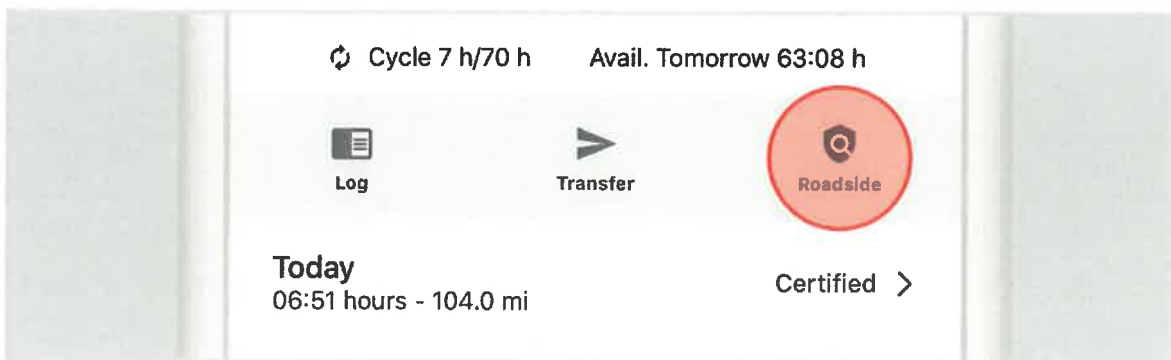 Cycle 7 h/70 h Avail. Tomorrow 63:08 h
Log Transfer Roadside
Today
06:51 hours - 104.0 mi
Certified